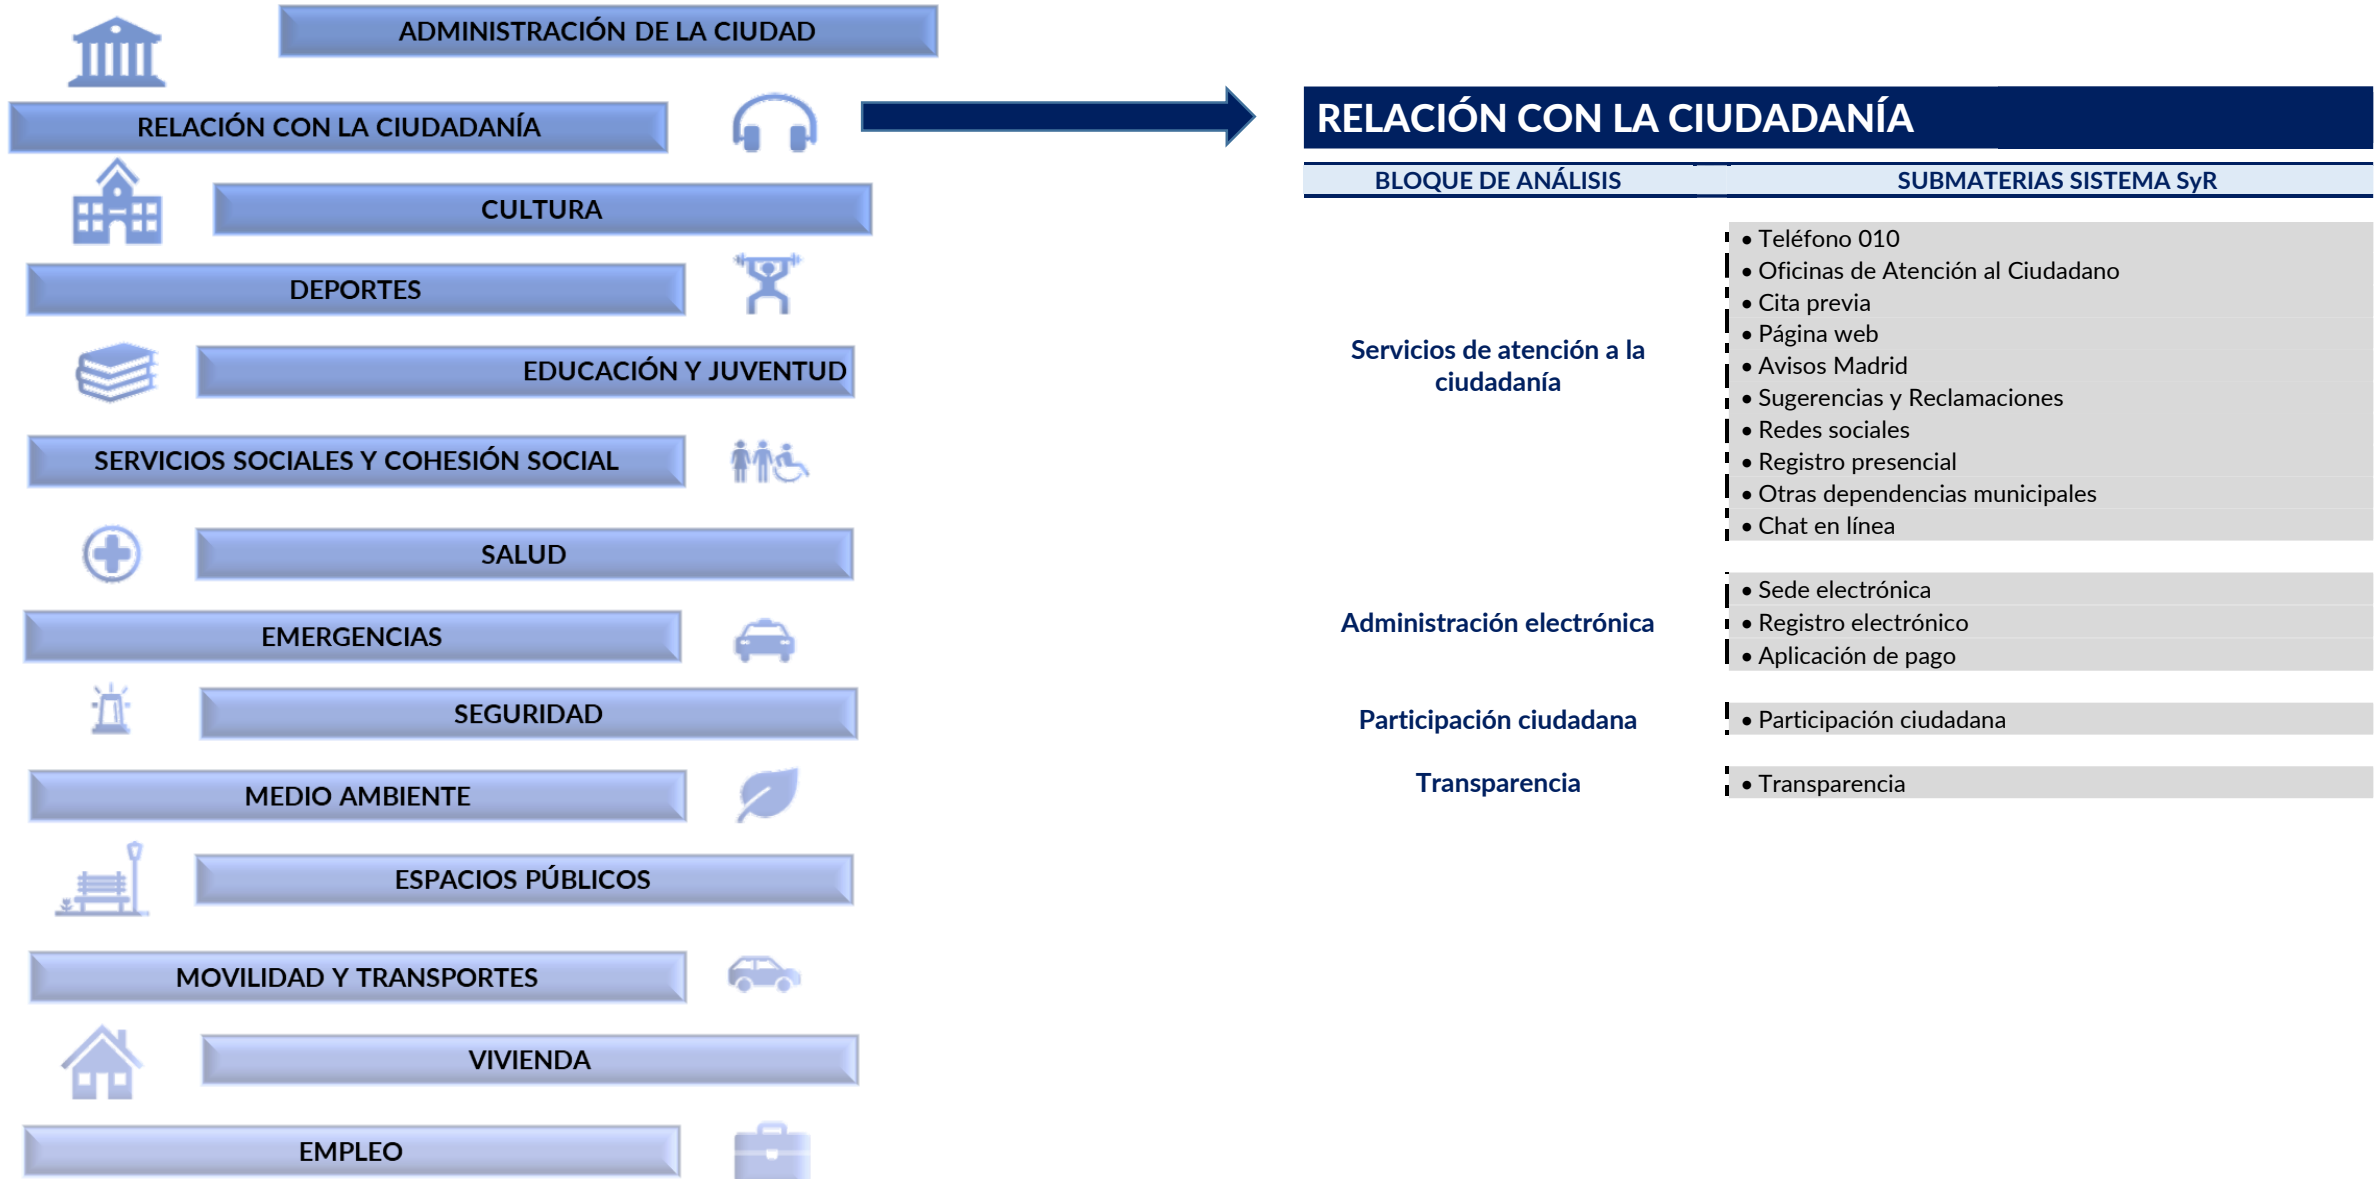 ADMINISTRACIÓN DE LA CIUDAD
RELACIÓN CON LA CIUDADANÍA
CULTURA
DEPORTES
EDUCACIÓN Y JUVENTUD
SERVICIOS SOCIALES Y COHESIÓN SOCIAL
SALUD
EMERGENCIAS
SEGURIDAD
MEDIO AMBIENTE
ESPACIOS PÚBLICOS
MOVILIDAD Y TRANSPORTES
VIVIENDA
EMPLEO
RELACIÓN CON LA CIUDADANÍA
BLOQUE DE ANÁLISIS SUBMATERIAS SISTEMA SyR
Servicios de atención a la
ciudadanía
• Teléfono 010
• Oficinas de Atención al Ciudadano
• Cita previa
• Página web
• Avisos Madrid
• Sugerencias y Reclamaciones
• Redes sociales
• Registro presencial
• Otras dependencias municipales
• Chat en línea
Administración electrónica
• Sede electrónica
• Registro electrónico
• Aplicación de pago
Participación ciudadana
• Participación ciudadana
Transparencia
• Transparencia